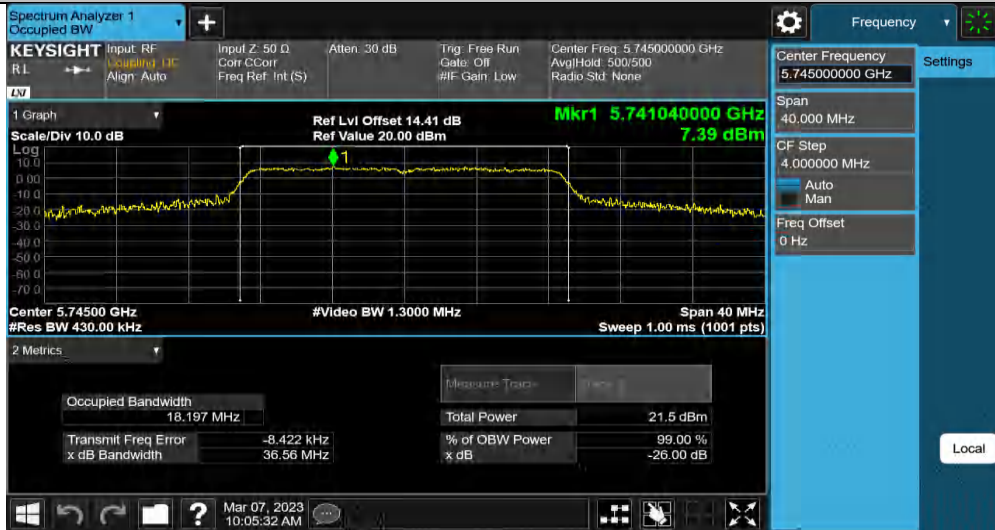 Spectrum Analyzer 1
Occupied BW
Frequency
KEYSIGHT
RL
LXI
Input: RF
Coupling: DC
Align: Auto
Input Z: 50 Ω
Corr CCorr
Freq Ref: Int (S)
Atten: 30 dB
Trig: Free Run
Gate: Off
#IF Gain: Low
Center Freq: 5.745000000 GHz
Avg|Hold: 500/500
Radio Std: None
Center Frequency
5.745000000 GHz
Settings
Span
40.000 MHz
CF Step
4.000000 MHz
Auto
Man
Freq Offset
0 Hz
Local
1 Graph
Scale/Div 10.0 dB
Ref Lvl Offset 14.41 dB
Ref Value 20.00 dBm
Mkr1 5.741040000 GHz
7.39 dBm
Log
10.0
0.00
-10.0
-20.0
-30.0
-40.0
-50.0
-60.0
-70.0
1
Center 5.74500 GHz
#Res BW 430.00 kHz
#Video BW 1.3000 MHz
Span 40 MHz
Sweep 1.00 ms (1001 pts)
2 Metrics
Measure Trace
Trace 1
Occupied Bandwidth
18.197 MHz
Total Power
21.5 dBm
Transmit Freq Error
-8.422 kHz
% of OBW Power
99.00 %
x dB Bandwidth
36.56 MHz
x dB
-26.00 dB
?
Mar 07, 2023
10:05:32 AM